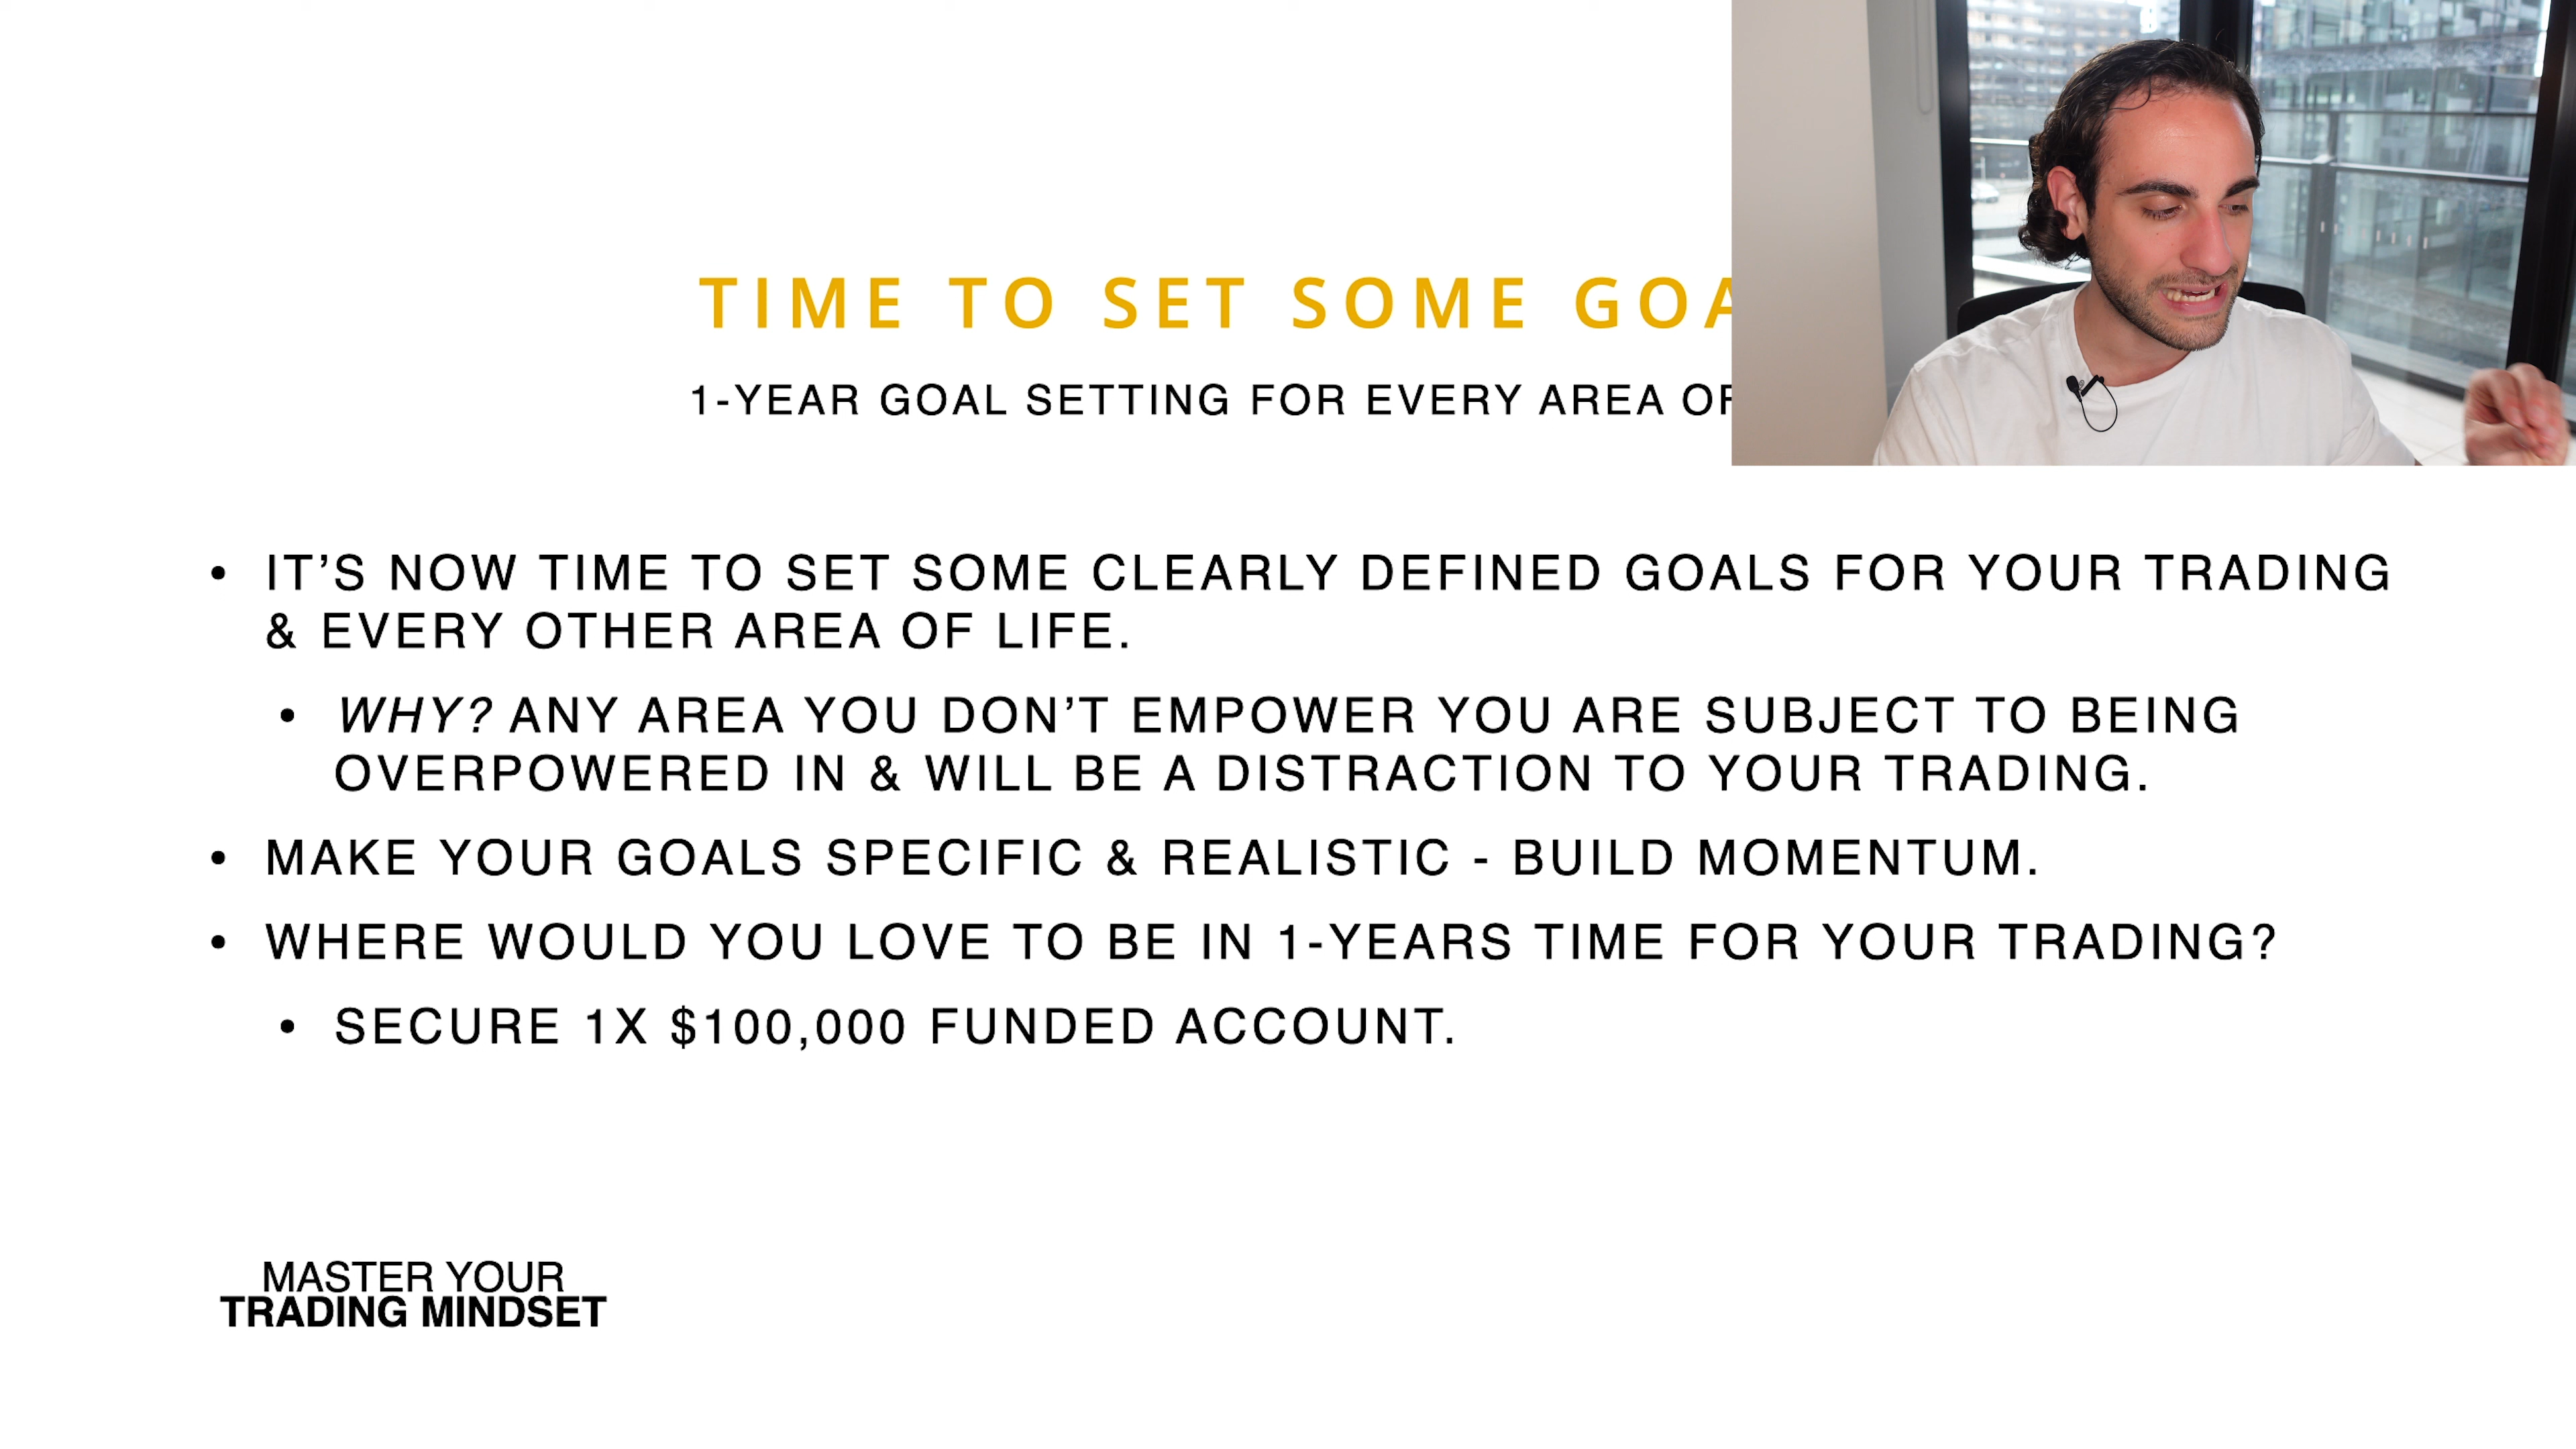 TIME TO SET SOME
1-YEAR GOAL SETTING FOR EVERY AREA
• IT’S NOW TIME TO SET SOME CLEARLY DEFINED GOALS FOR YOUR TRADING
& EVERY OTHER AREA OF LIFE.
• WHY? ANY AREA YOU DON’T EMPOWER YOU ARE SUBJECT TO BEING
OVERPOWERED IN & WILL BE A DISTRACTION TO YOUR TRADING.
• MAKE YOUR GOALS SPECIFIC & REALISTIC - BUILD MOMENTUM.
• WHERE WOULD YOU LOVE TO BE IN 1-YEARS TIME FOR YOUR TRADING?
• SECURE 1X $100,000 FUNDED ACCOUNT.
MASTER YOUR
TRADING MINDSET